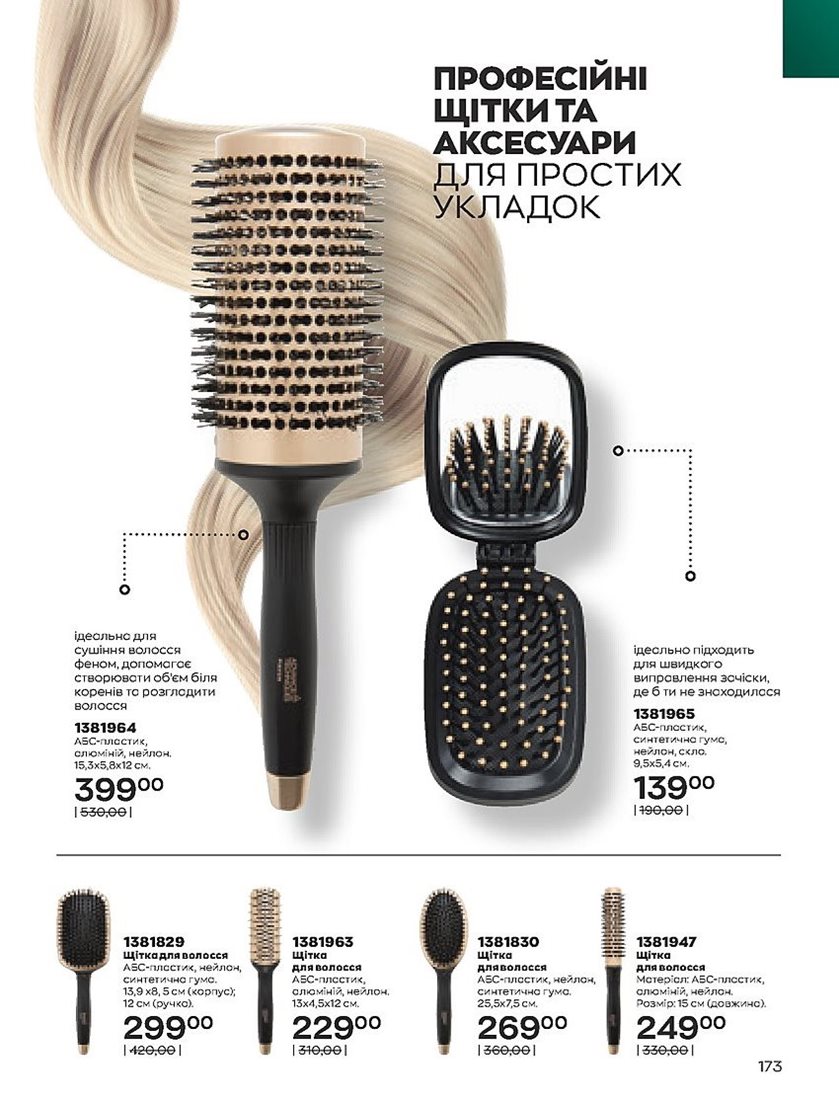 ПРОФЕСІЙНІ
ЩІТКИ ТА
АКСЕСУАРИ
ДЛЯ ПРОСТИХ
УКЛАДОК
ідеально для
сушіння волосся
феном, допомагає
створювати об'єм біля
коренів та розгладити
волосся
1381964
АБС-пластик,
алюміній, нейлон.
15,3х5,8х12 см.
39900
|530,00|
ідеально підходить
для швидкого
виправлення зачіски,
де б ти не знаходилася
1381965
АБС-пластик,
синтетична гума,
нейлон, скло.
9,5х5,4 см.
13900
|190,00|
1381829
Щітка для волосся
АБС-пластик, нейлон,
синтетична гума.
13,9 х8, 5 см (корпус);
12 см (ручка).
29900
|420,00|
1381963
Щітка
для волосся
АБС-пластик,
алюміній, нейлон.
13х4,5х12 см.
22900
|310,00|
1381830
Щітка
для волосся
АБС-пластик, нейлон,
синтетична гума.
25,5х7,5 см.
26900
|360,00|
1381947
Щітка
для волосся
Матеріал: АБС-пластик,
алюміній, нейлон.
Розмір: 15 см (довжина).
24900
|330,00|
173